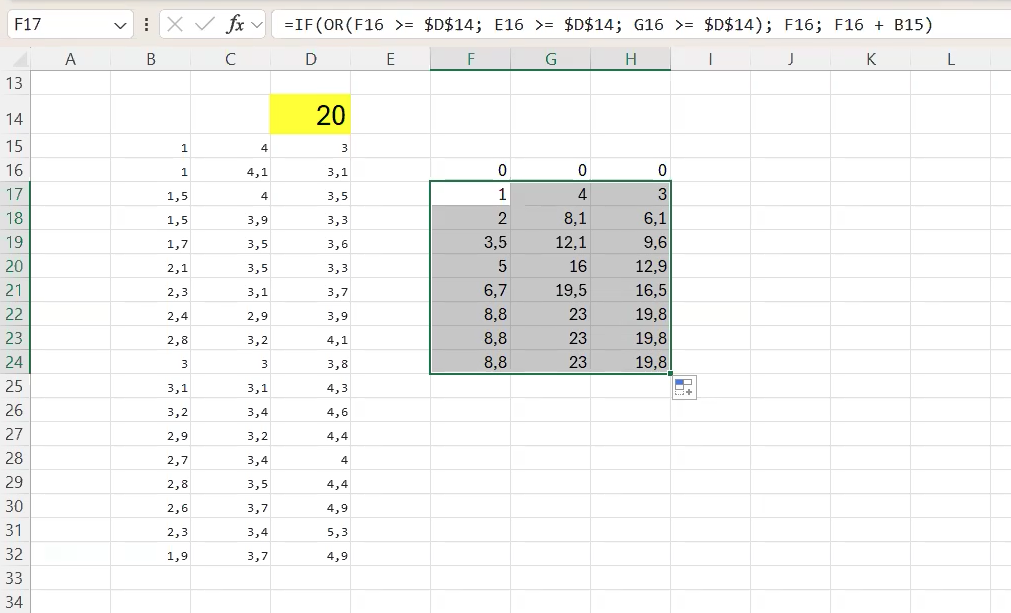 F17 fx =IF(OR(F16 >= $D$14; E16 >= $D$14; G16 >= $D$14); F16; F16 + B15)
A B C D E F G H I J K L
13
14 20
15 1 4 3
16 1 4,1 3,1 0 0 0
17 1,5 4 3,5 1 4 3
18 1,5 3,9 3,3 2 8,1 6,1
19 1,7 3,5 3,6 3,5 12,1 9,6
20 2,1 3,5 3,3 5 16 12,9
21 2,3 3,1 3,7 6,7 19,5 16,5
22 2,4 2,9 3,9 8,8 23 19,8
23 2,8 3,2 4,1 8,8 23 19,8
24 3 3 3,8 8,8 23 19,8
25 3,1 3,1 4,3
26 3,2 3,4 4,6
27 2,9 3,2 4,4
28 2,7 3,4 4
29 2,8 3,5 4,4
30 2,6 3,7 4,9
31 2,3 3,4 5,3
32 1,9 3,7 4,9
33
34